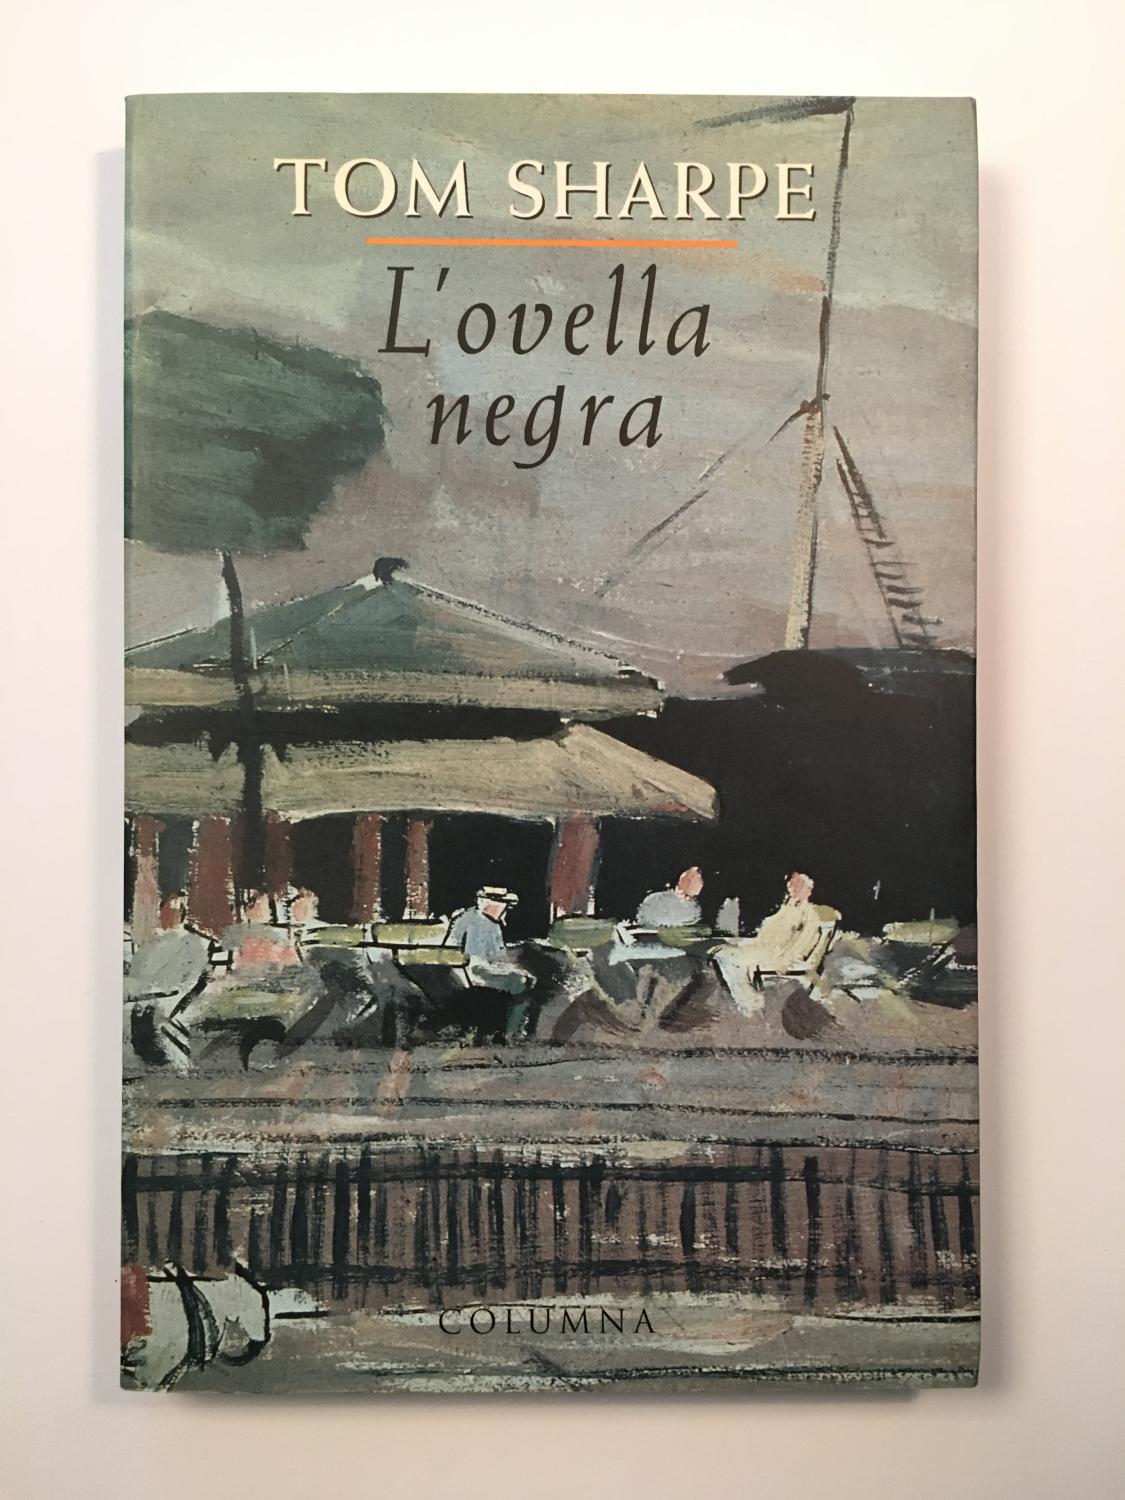 TOM SHARPE
L'ovella
negra
COLUMNA